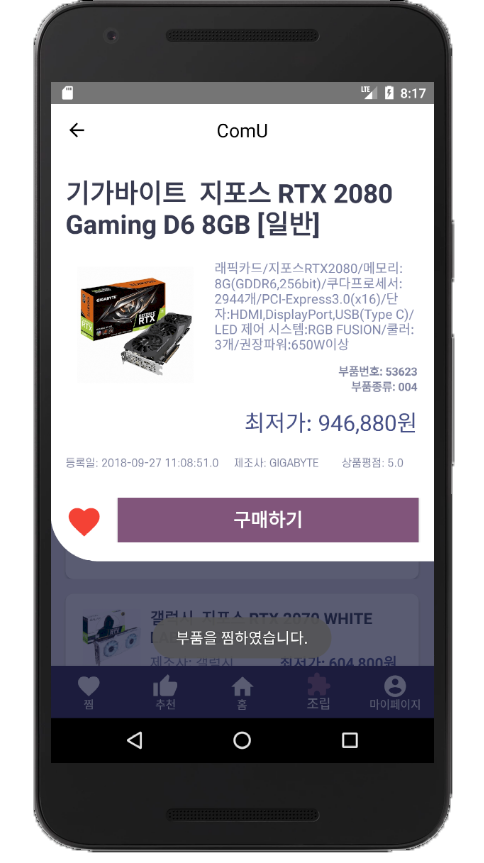 LTE 8:17
ComU
기가바이트 지포스 RTX 2080
Gaming D6 8GB [일반]
래픽카드/지포스RTX2080/메모리:
8G(GDDR6,256bit)/쿠다프로세서:
2944개/PCI-Express3.0(x16)/단
자:HDMI,DisplayPort,USB(Type C)/
LED 제어 시스템:RGB FUSION/쿨러:
3개/권장파워:650W이상
GIGABYTE
RTX
부품번호: 53623
부품종류: 004
최저가: 946,880원
등록일: 2018-09-27 11:08:51.0 제조사: GIGABYTE 상품평점: 5.0
구매하기
갤럭시 지포스 RTX 2070 WHITE
부품을 찜하였습니다.
제조사: 갤럭시 최저가: 604,800원
찜 추천 홈 조립 마이페이지